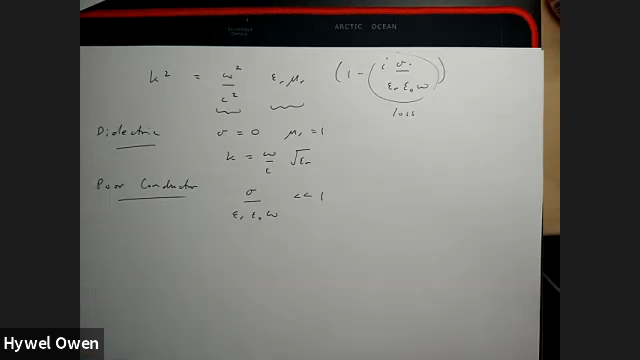 ARCTIC OCEAN
k² = ω²/c² εᵣ μᵣ (1 - i σ/εᵣ ε₀ ω)
loss
Dielectric σ = 0 μᵣ = 1
k = ω/c √εᵣ
Poor Conductor σ/εᵣ ε₀ ω << 1
Hywel Owen